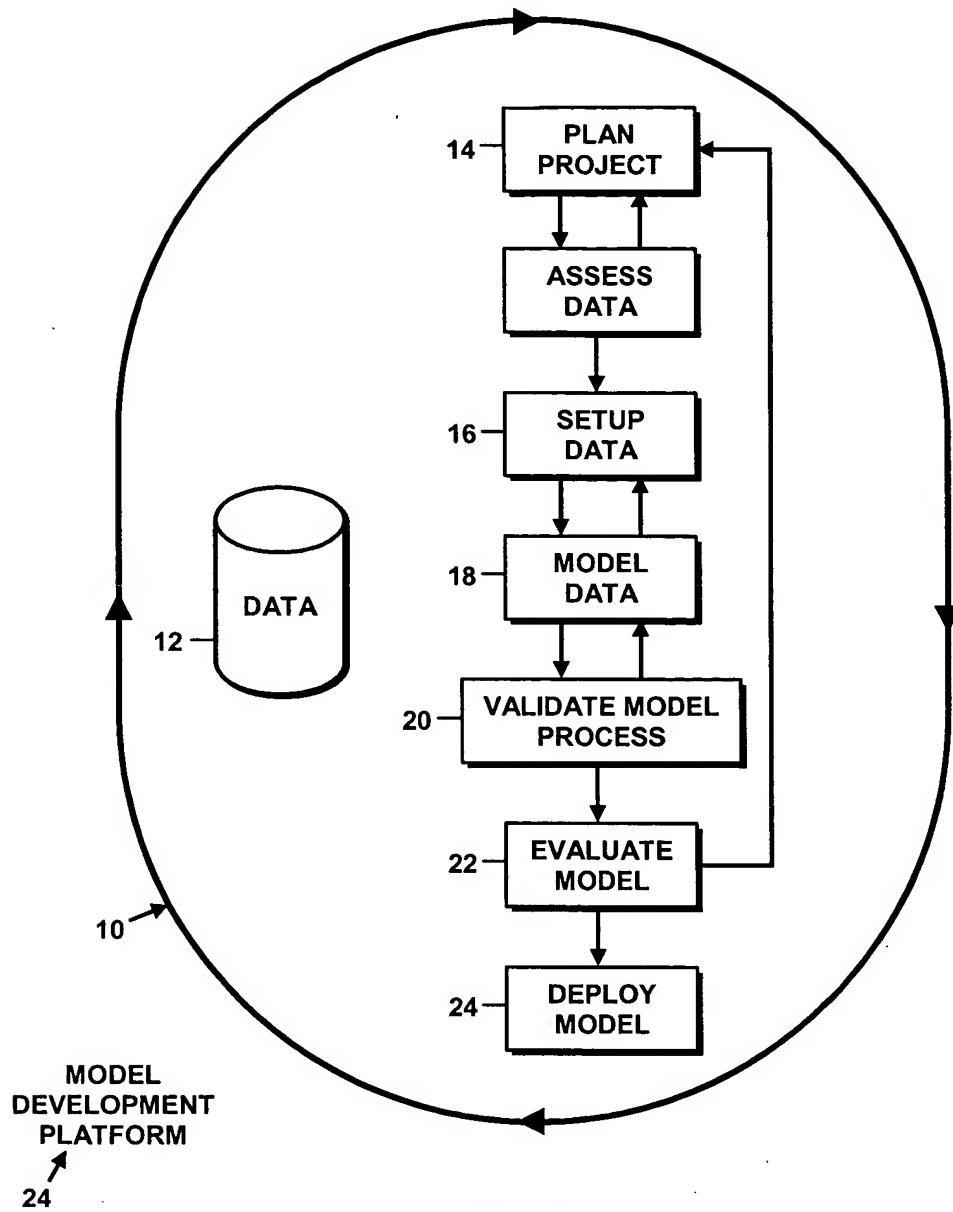 14
PLAN
PROJECT
ASSESS
DATA
16
SETUP
DATA
18
MODEL
DATA
12
DATA
20
VALIDATE MODEL
PROCESS
22
EVALUATE
MODEL
10
24
DEPLOY
MODEL
MODEL
DEVELOPMENT
PLATFORM
24